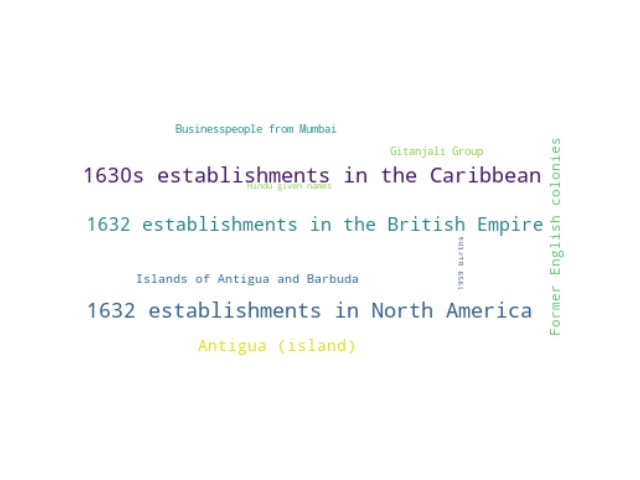 Businesspeople from Mumbai
Gitanjali Group
1630s establishments in the Caribbean
Hindu given names
1632 establishments in the British Empire
1959 births
Former English colonies
Islands of Antigua and Barbuda
1632 establishments in North America
Antigua (island)